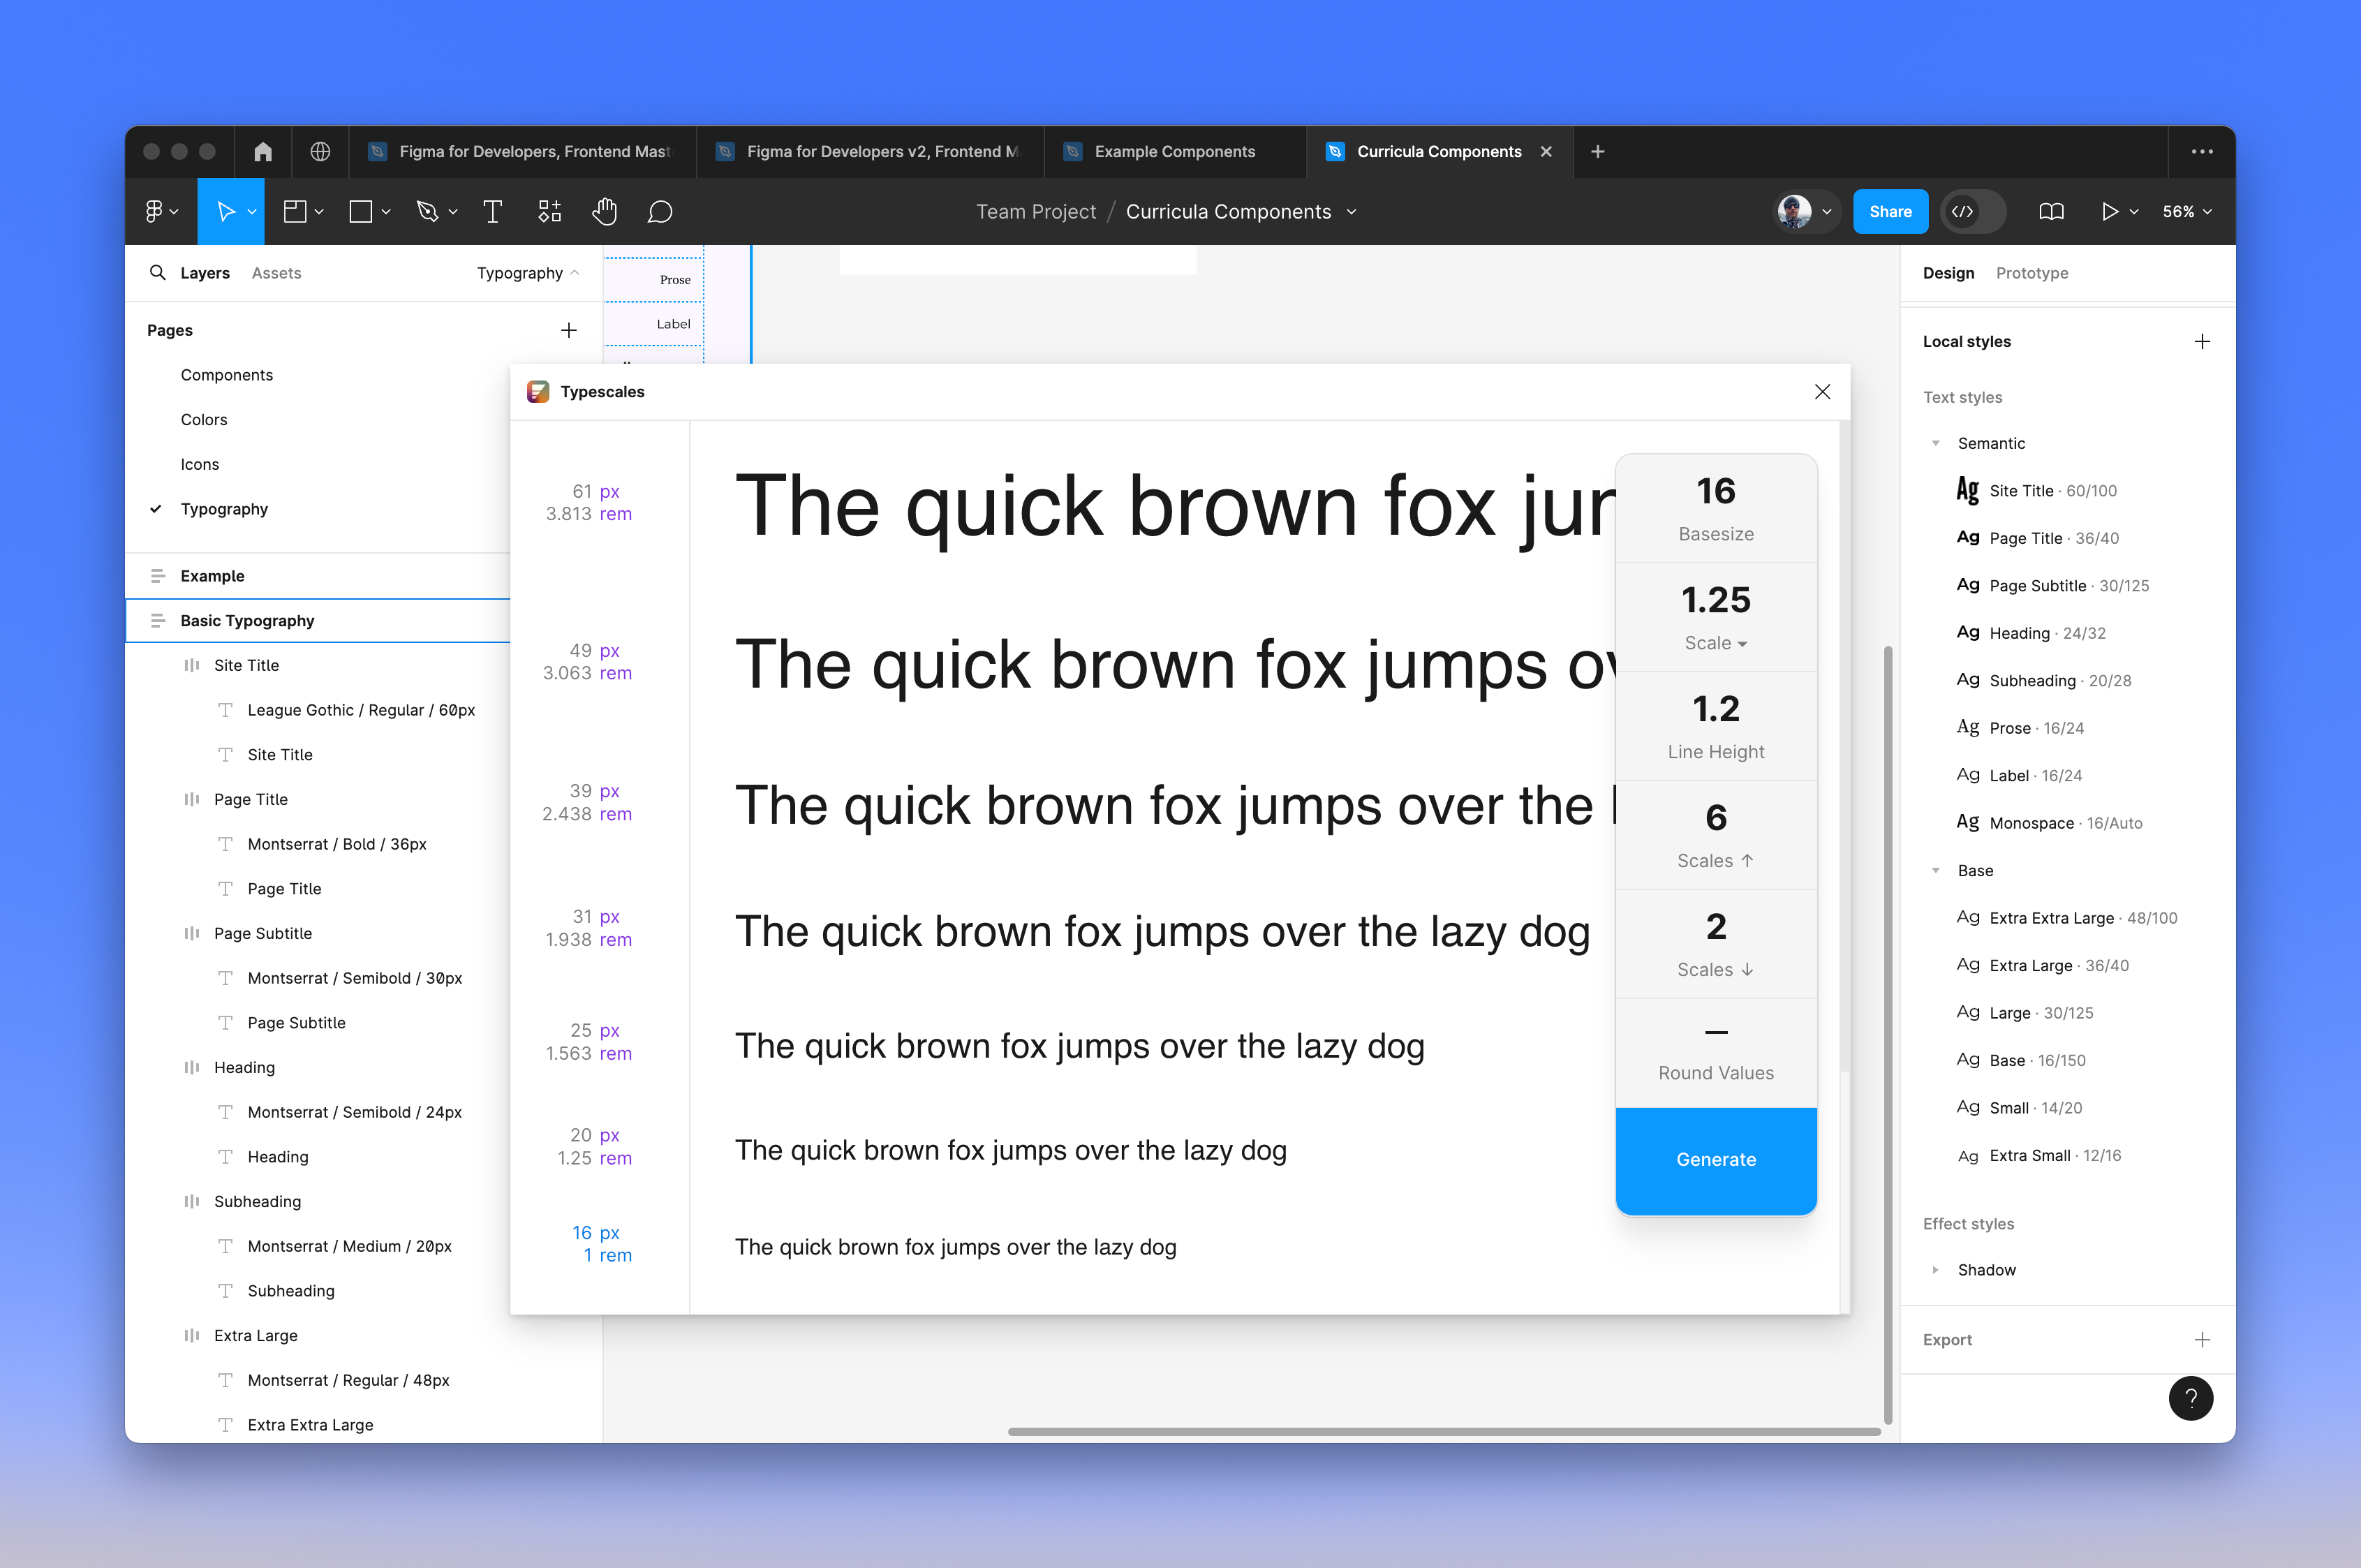 Figma for Developers, Frontend Mast
Figma for Developers v2, Frontend M
Example Components
Curricula Components
Team Project / Curricula Components
Share
56%
Layers
Assets
Typography
Pages
Components
Colors
Icons
Typography
Example
Basic Typography
Site Title
League Gothic / Regular / 60px
Site Title
Page Title
Montserrat / Bold / 36px
Page Title
Page Subtitle
Montserrat / Semibold / 30px
Page Subtitle
Heading
Montserrat / Semibold / 24px
Heading
Subheading
Montserrat / Medium / 20px
Subheading
Extra Large
Montserrat / Regular / 48px
Extra Extra Large
Prose
Label
Typescales
61 px
3.813 rem
The quick brown fox jum
49 px
3.063 rem
The quick brown fox jumps ov
39 px
2.438 rem
The quick brown fox jumps over the l
31 px
1.938 rem
The quick brown fox jumps over the lazy dog
25 px
1.563 rem
The quick brown fox jumps over the lazy dog
20 px
1.25 rem
The quick brown fox jumps over the lazy dog
16 px
1 rem
The quick brown fox jumps over the lazy dog
16
Basesize
1.25
Scale
1.2
Line Height
6
Scales ↑
2
Scales ↓
—
Round Values
Generate
Design
Prototype
Local styles
Text styles
Semantic
Ag Site Title · 60/100
Ag Page Title · 36/40
Ag Page Subtitle · 30/125
Ag Heading · 24/32
Ag Subheading · 20/28
Ag Prose · 16/24
Ag Label · 16/24
Ag Monospace · 16/Auto
Base
Ag Extra Extra Large · 48/100
Ag Extra Large · 36/40
Ag Large · 30/125
Ag Base · 16/150
Ag Small · 14/20
Ag Extra Small · 12/16
Effect styles
Shadow
Export
?